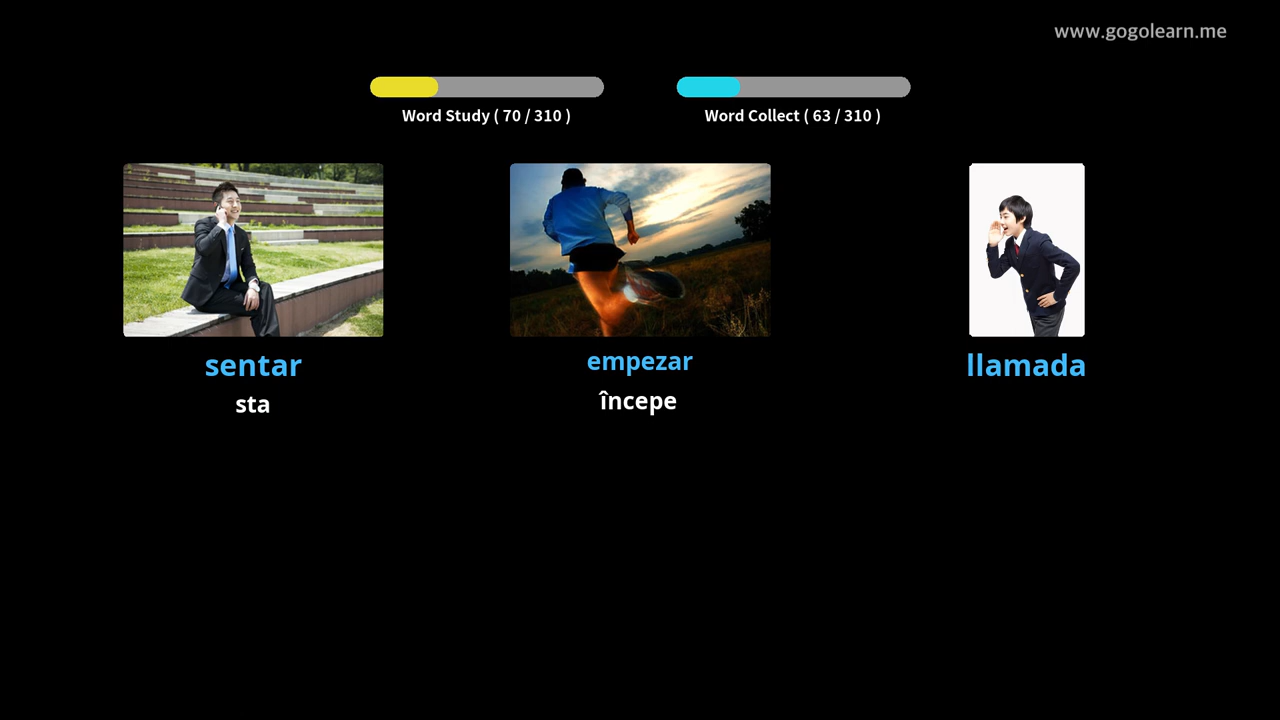 www.gogolearn.me
Word Study ( 70 / 310 )
Word Collect ( 63 / 310 )
sentar
sta
empezar
începe
llamada